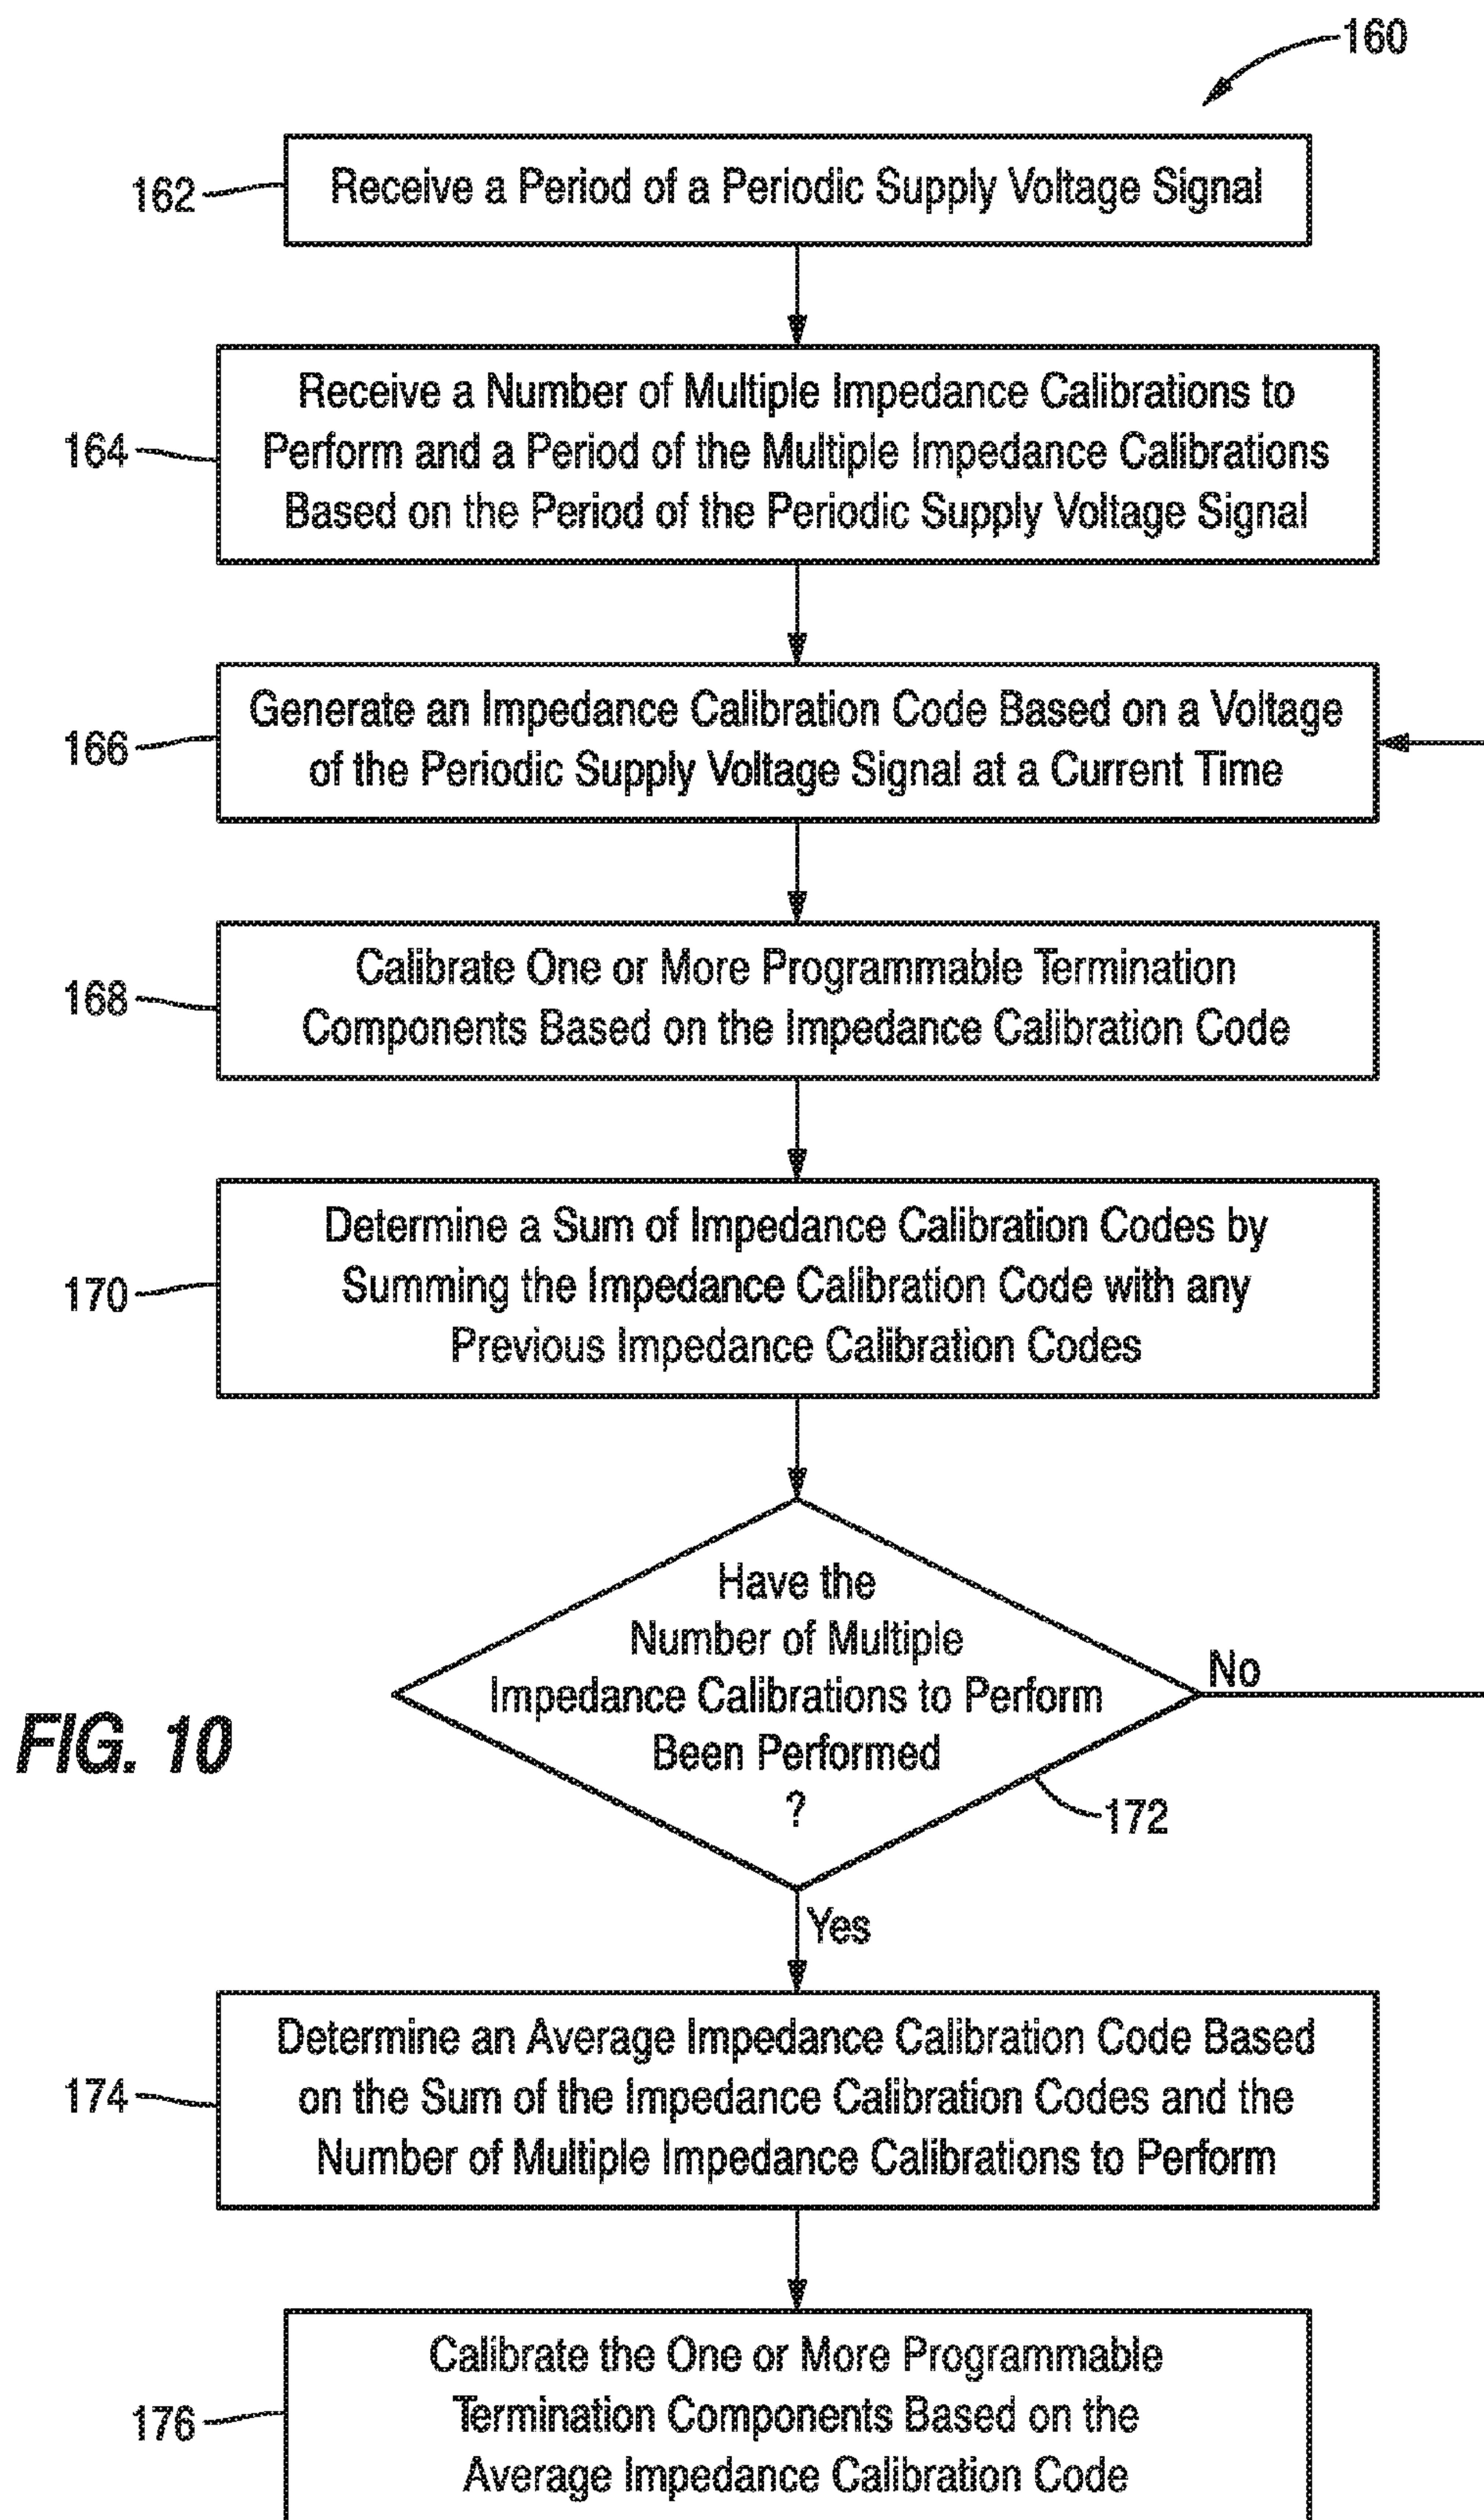 160
162
Receive a Period of a Periodic Supply Voltage Signal
164
Receive a Number of Multiple Impedance Calibrations to
Perform and a Period of the Multiple Impedance Calibrations
Based on the Period of the Periodic Supply Voltage Signal
166
Generate an Impedance Calibration Code Based on a Voltage
of the Periodic Supply Voltage Signal at a Current Time
168
Calibrate One or More Programmable Termination
Components Based on the Impedance Calibration Code
170
Determine a Sum of Impedance Calibration Codes by
Summing the Impedance Calibration Code with any
Previous Impedance Calibration Codes
Have the
Number of Multiple
Impedance Calibrations to Perform
Been Performed
?
No
FIG. 10
172
Yes
174
Determine an Average Impedance Calibration Code Based
on the Sum of the Impedance Calibration Codes and the
Number of Multiple Impedance Calibrations to Perform
176
Calibrate the One or More Programmable
Termination Components Based on the
Average Impedance Calibration Code